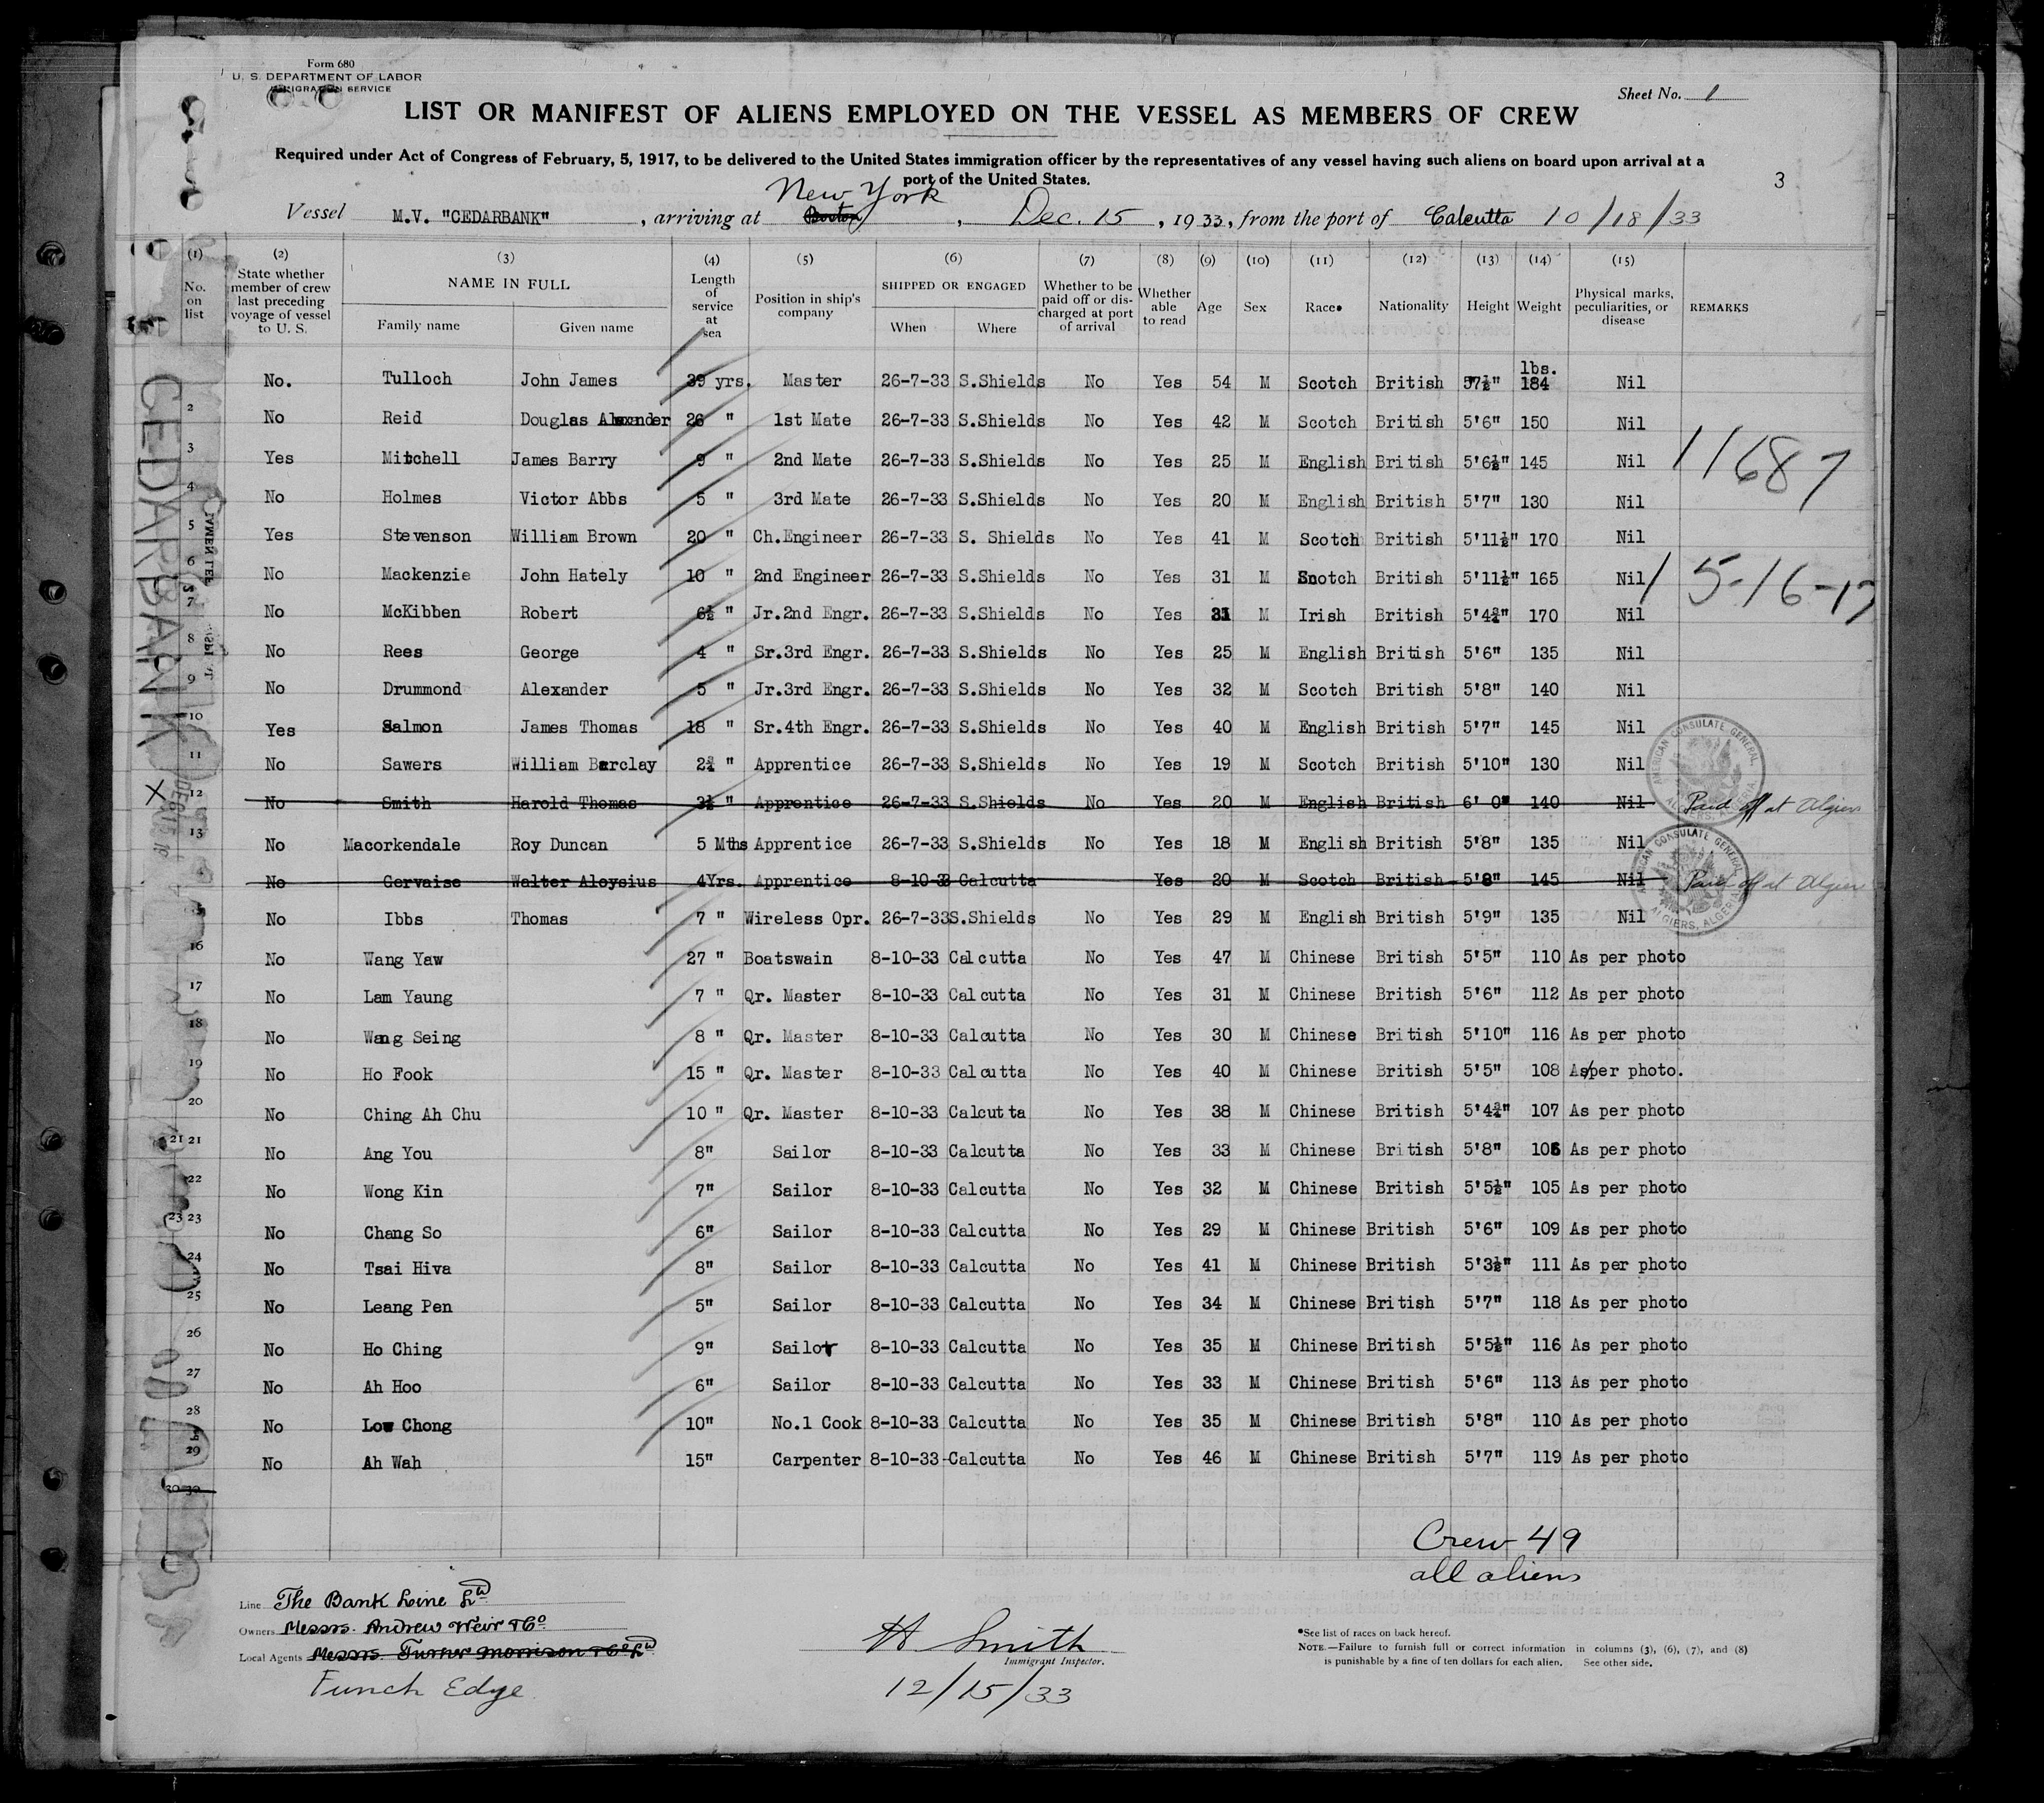 Form 680
U. S. DEPARTMENT OF LABOR
IMMIGRATION SERVICE
Sheet No. 1
LIST OR MANIFEST OF ALIENS EMPLOYED ON THE VESSEL AS MEMBERS OF CREW
Required under Act of Congress of February, 5, 1917, to be delivered to the United States immigration officer by the representatives of any vessel having such aliens on board upon arrival at a
port of the United States.
3
New York
Vessel M.V. "CEDARBANK", arriving at Boston, Dec. 15, 1933, from the port of Calcutta 10/18/33
(1) (2) (3) (4) (5) (6) (7) (8) (9) (10) (11) (12) (13) (14) (15)
No. on list State whether member of crew last preceding voyage of vessel to U. S. NAME IN FULL Family name Given name Length of service at sea Position in ship's company SHIPPED OR ENGAGED When Where Whether to be paid off or discharged at port of arrival Whether able to read Age Sex Race* Nationality Height Weight Physical marks, peculiarities, or disease REMARKS
lbs.
No. Tulloch John James 39 yrs. Master 26-7-33 S.Shields No Yes 54 M Scotch British 5'7½" 184 Nil
2 No Reid Douglas Alexander 26 " 1st Mate 26-7-33 S.Shields No Yes 42 M Scotch British 5'6" 150 Nil
3 Yes Mitchell James Barry 9 " 2nd Mate 26-7-33 S.Shields No Yes 25 M English British 5'6½" 145 Nil 11687
4 No Holmes Victor Abbs 5 " 3rd Mate 26-7-33 S.Shields No Yes 20 M English British 5'7" 130 Nil
5 Yes Stevenson William Brown 20 " Ch.Engineer 26-7-33 S. Shields No Yes 41 M Scotch British 5'11½" 170 Nil
6 No Mackenzie John Hately 10 " 2nd Engineer 26-7-33 S.Shields No Yes 31 M Scotch British 5'11½" 165 Nil 15-16-17
7 No McKibben Robert 6½ " Jr.2nd Engr. 26-7-33 S.Shields No Yes 31 M Irish British 5'4¾" 170 Nil
8 No Rees George 4 " Sr.3rd Engr. 26-7-33 S.Shields No Yes 25 M English British 5'6" 135 Nil
9 No Drummond Alexander 5 " Jr.3rd Engr. 26-7-33 S.Shields No Yes 32 M Scotch British 5'8" 140 Nil
10 Yes Salmon James Thomas 18 " Sr.4th Engr. 26-7-33 S.Shields No Yes 40 M English British 5'7" 145 Nil
11 No Sawers William Barclay 2¾ " Apprentice 26-7-33 S.Shields No Yes 19 M Scotch British 5'10" 130 Nil
12 No Smith Harold Thomas 3½ " Apprentice 26-7-33 S.Shields No Yes 20 M English British 6' 0" 140 Nil Paid off at Algiers
13 No Macorkendale Roy Duncan 5 Mths Apprentice 26-7-33 S.Shields No Yes 18 M English British 5'8" 135 Nil
No Gervaise Walter Aloysius 4Yrs. Apprentice 8-10-33 Calcutta Yes 20 M Scotch British 5'8" 145 Nil Paid off at Algiers
No Ibbs Thomas 7 " Wireless Opr. 26-7-33 S.Shields No Yes 29 M English British 5'9" 135 Nil
16 No Wang Yaw 27 " Boatswain 8-10-33 Calcutta No Yes 47 M Chinese British 5'5" 110 As per photo
17 No Lam Yaung 7 " Qr. Master 8-10-33 Calcutta No Yes 31 M Chinese British 5'6" 112 As per photo
18 No Wang Seing 8 " Qr. Master 8-10-33 Calcutta No Yes 30 M Chinese British 5'10" 116 As per photo
19 No Ho Fook 15 " Qr. Master 8-10-33 Calcutta No Yes 40 M Chinese British 5'5" 108 As/per photo.
20 No Ching Ah Chu 10 " Qr. Master 8-10-33 Calcutta No Yes 38 M Chinese British 5'4¾" 107 As per photo
21 21 No Ang You 8" Sailor 8-10-33 Calcutta No Yes 33 M Chinese British 5'8" 106 As per photo
22 No Wong Kin 7" Sailor 8-10-33 Calcutta No Yes 32 M Chinese British 5'5½" 105 As per photo
23 23 No Chang So 6" Sailor 8-10-33 Calcutta No Yes 29 M Chinese British 5'6" 109 As per photo
24 No Tsai Hiva 8" Sailor 8-10-33 Calcutta No Yes 41 M Chinese British 5'3½" 111 As per photo
25 No Leang Pen 5" Sailor 8-10-33 Calcutta No Yes 34 M Chinese British 5'7" 118 As per photo
26 No Ho Ching 9" Sailor 8-10-33 Calcutta No Yes 35 M Chinese British 5'5½" 116 As per photo
27 No Ah Hoo 6" Sailor 8-10-33 Calcutta No Yes 33 M Chinese British 5'6" 113 As per photo
28 No Low Chong 10" No.1 Cook 8-10-33 Calcutta No Yes 35 M Chinese British 5'8" 110 As per photo
29 No Ah Wah 15" Carpenter 8-10-33 Calcutta No Yes 46 M Chinese British 5'7" 119 As per photo
30 30
CEDARBANK
AMERICAN CONSULATE GENERAL, ALGIERS, ALGERIA
AMERICAN CONSULATE GENERAL, ALGIERS, ALGERIA
Crew 49
all aliens
Line The Bank Line Ltd
Owners Messrs. Andrew Weir & Co
Local Agents Messrs. Turner Morrison & Co Ltd
Funch Edye
H Smith
Immigrant Inspector.
12/15/33
*See list of races on back hereof.
NOTE.—Failure to furnish full or correct information in columns (3), (6), (7), and (8)
is punishable by a fine of ten dollars for each alien. See other side.